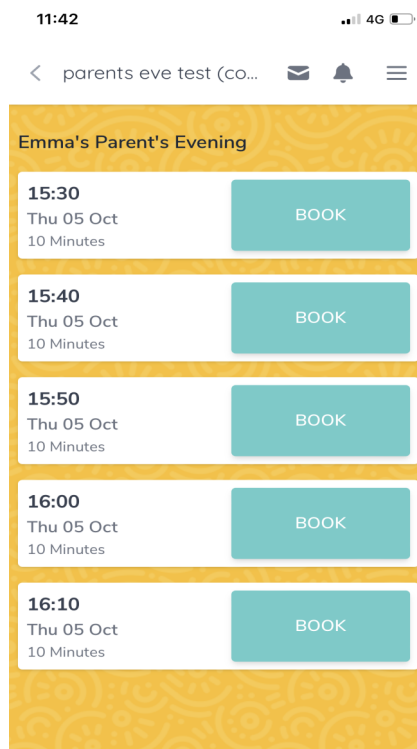 11:42
4G
parents eve test (co...
Emma's Parent's Evening
15:30
Thu 05 Oct
10 Minutes
BOOK
15:40
Thu 05 Oct
10 Minutes
BOOK
15:50
Thu 05 Oct
10 Minutes
BOOK
16:00
Thu 05 Oct
10 Minutes
BOOK
16:10
Thu 05 Oct
10 Minutes
BOOK